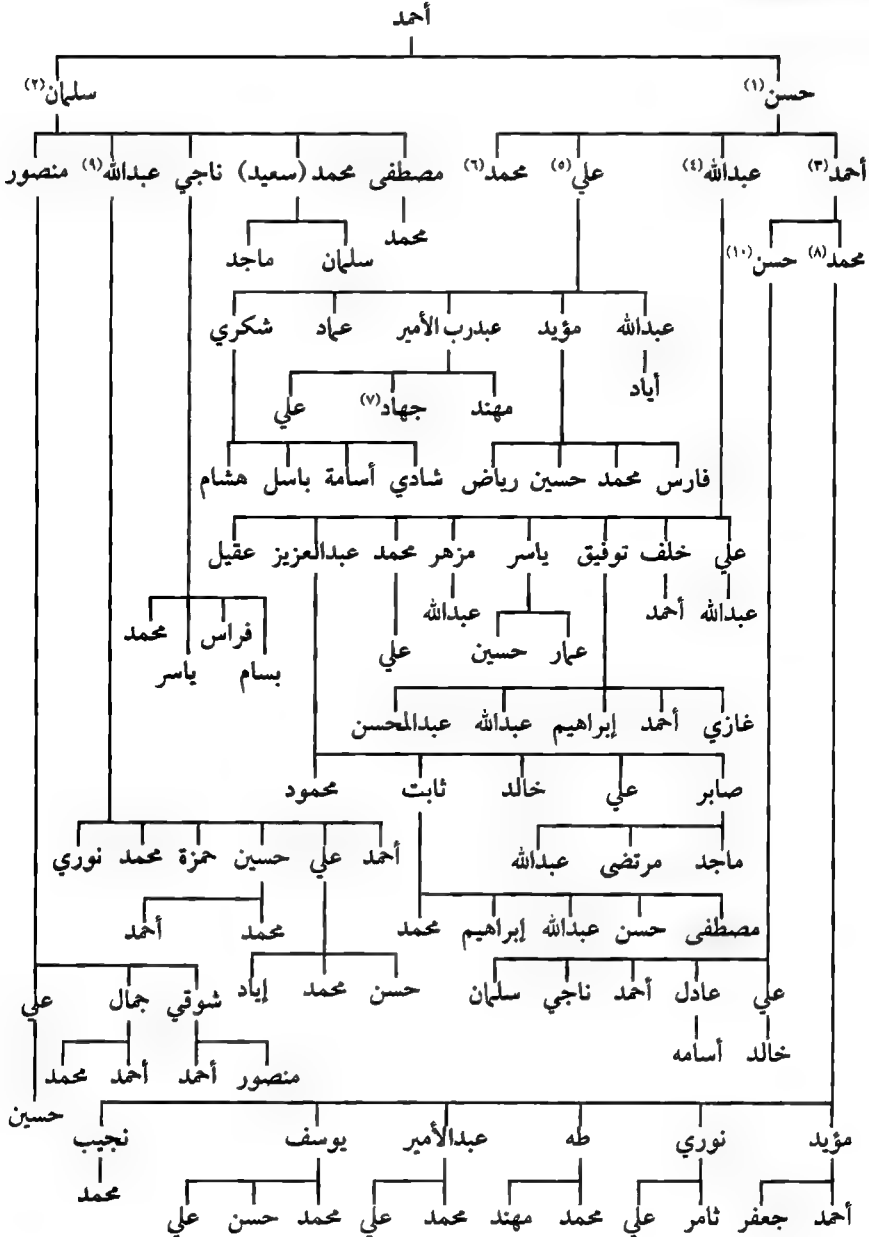 أحمد
حسن(١) سلمان(٢)
أحمد(٣) عبدالله(٤) علي(٥) محمد(٦) مصطفى محمد (سعيد) ناجي عبدالله(٩) منصور
محمد(٨) حسن(١٠) محمد سلمان ماجد
عبدالله مؤيد عبدرب الأمير عماد شكري
أياد
مهند جهاد(٧) علي
فارس محمد حسين رياض شادي أسامة باسل هشام
علي خلف توفيق ياسر مزهر محمد عبدالعزيز عقيل
عبدالله أحمد عمار حسين عبدالله علي
فراس محمد
بسام ياسر
غازي أحمد إبراهيم عبدالله عبدالمحسن
صابر علي خالد ثابت محمود
ماجد مرتضى عبدالله أحمد علي حسين حمزة محمد نوري
مصطفى حسن عبدالله إبراهيم محمد محمد أحمد
علي عادل أحمد ناجي سلمان حسن محمد إياد شوقي جمال علي
خالد أسامه
منصور أحمد أحمد محمد
حسين
مؤيد نوري طه عبدالأمير يوسف نجيب
محمد
أحمد جعفر ثامر علي محمد مهند محمد علي محمد حسن علي